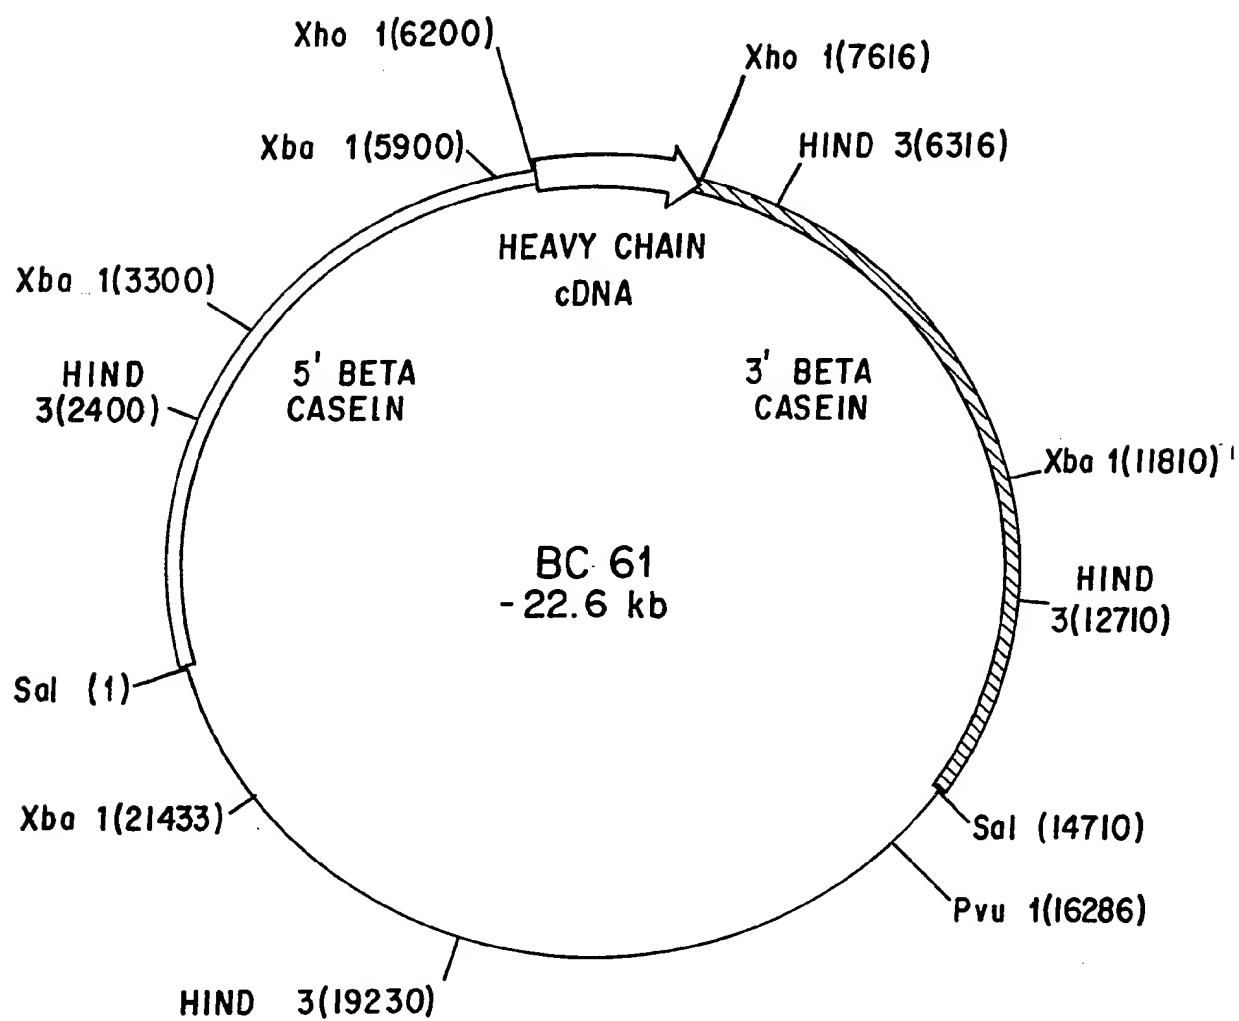 Xho 1(6200)
Xho 1(7616)
Xba 1(5900)
HIND 3(6316)
HEAVY CHAIN
cDNA
Xba 1(3300)
HIND
3(2400)
5' BETA
CASEIN
3' BETA
CASEIN
Xba 1(11810)
BC 61
-22.6 kb
HIND
3(12710)
Sal (1)
Xba 1(21433)
Sal (14710)
Pvu 1(16286)
HIND 3(19230)